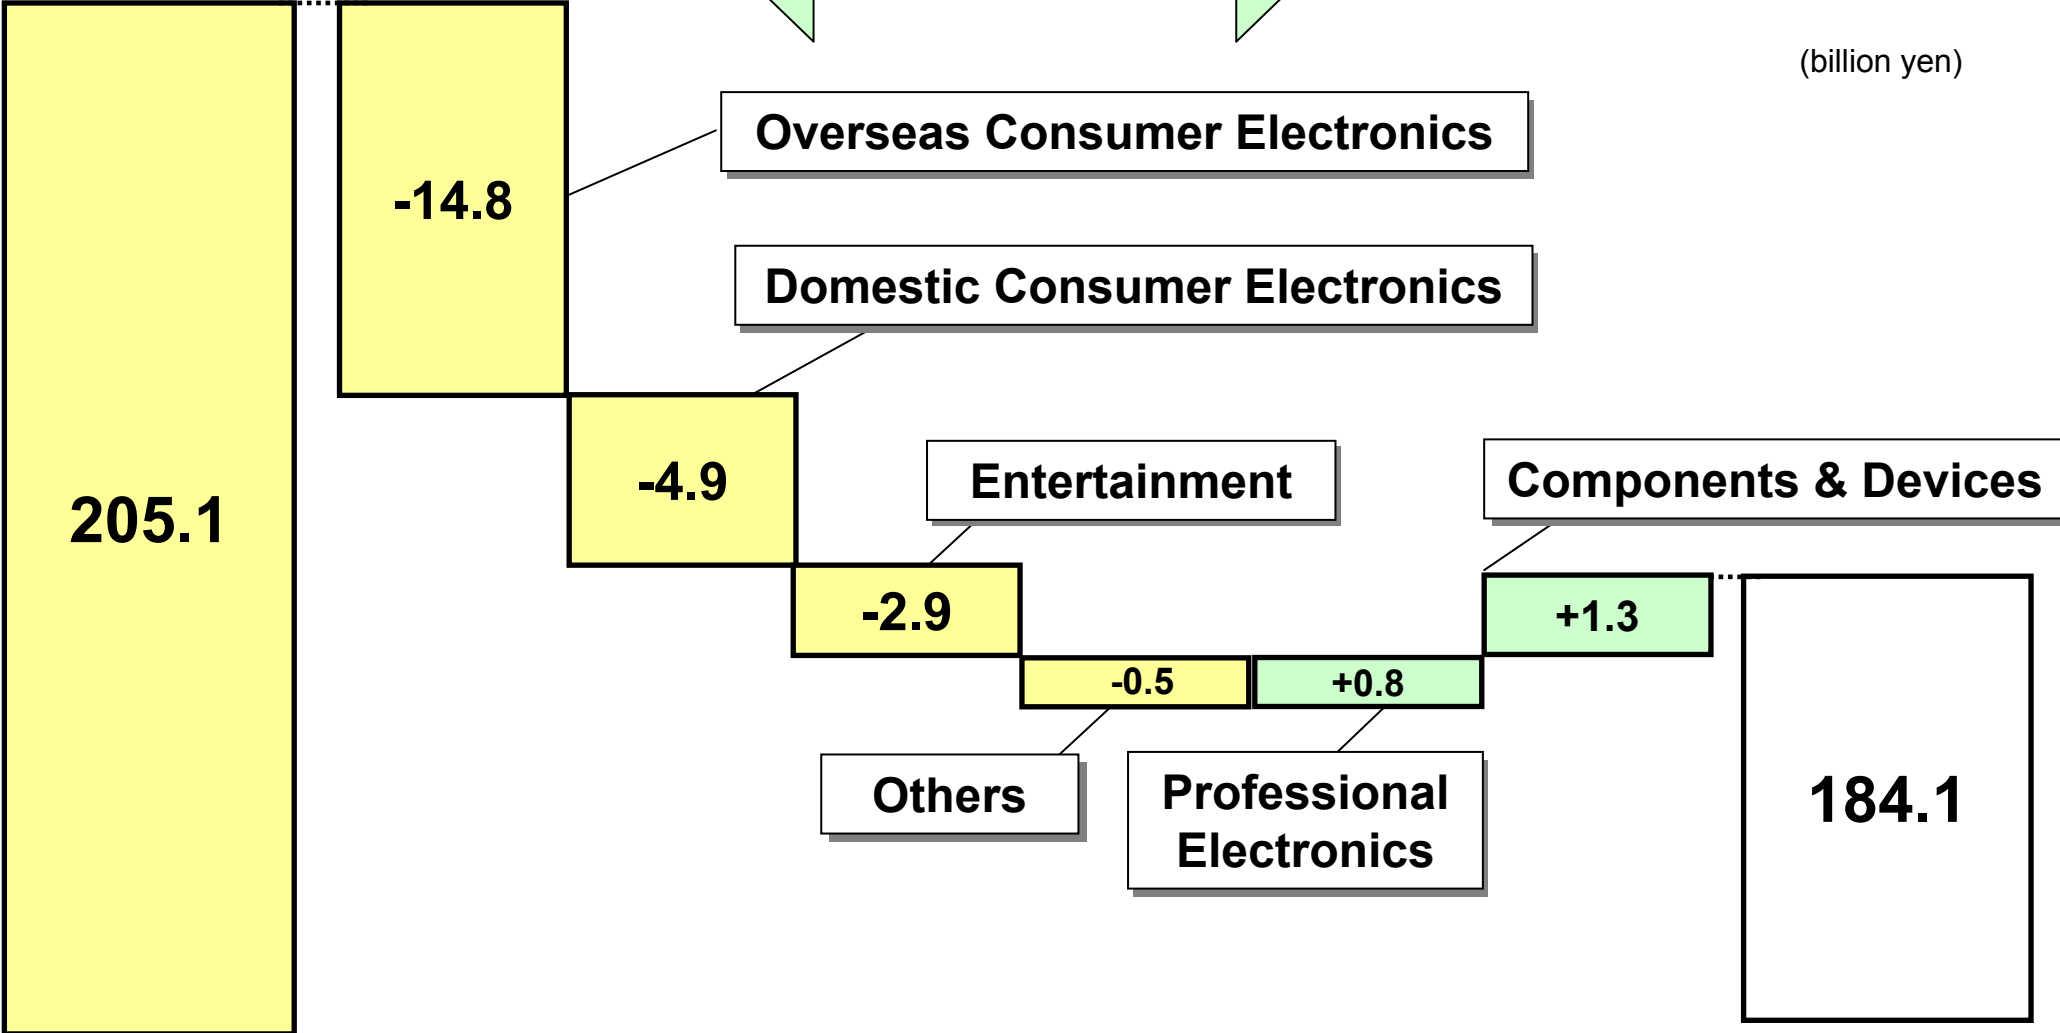 (billion yen)
Overseas Consumer Electronics
-14.8
Domestic Consumer Electronics
205.1
-4.9
Entertainment
Components & Devices
-2.9
+1.3
-0.5
+0.8
Others
Professional
Electronics
184.1